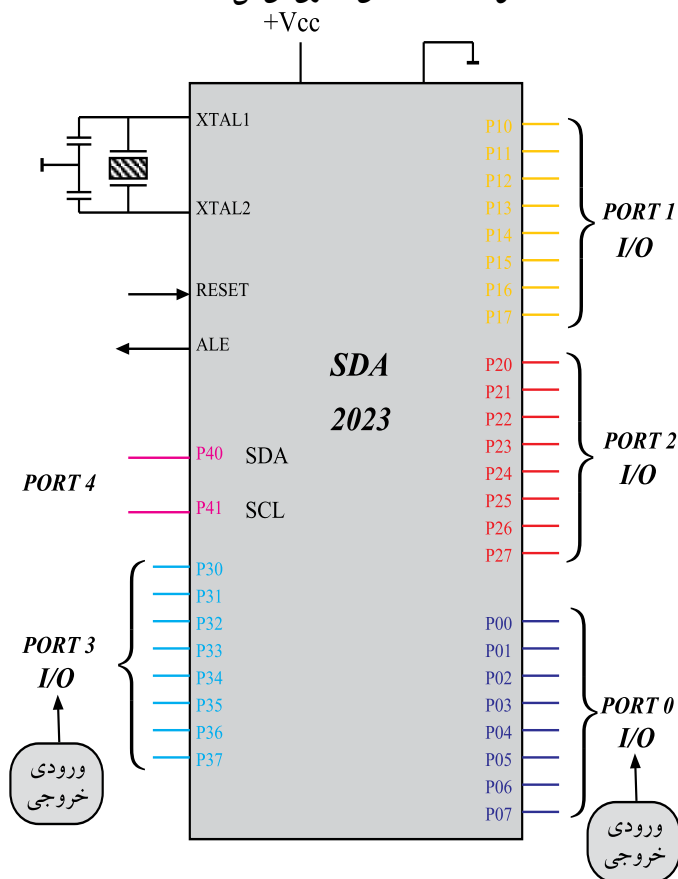 +Vcc
XTAL1
XTAL2
RESET
ALE
SDA
2023
P40 SDA
P41 SCL
PORT 4
P30
P31
P32
P33
P34
P35
P36
P37
PORT 3
I/O
ورودی
خروجی
P10
P11
P12
P13
P14
P15
P16
P17
PORT 1
I/O
P20
P21
P22
P23
P24
P25
P26
P27
PORT 2
I/O
P00
P01
P02
P03
P04
P05
P06
P07
PORT 0
I/O
ورودی
خروجی